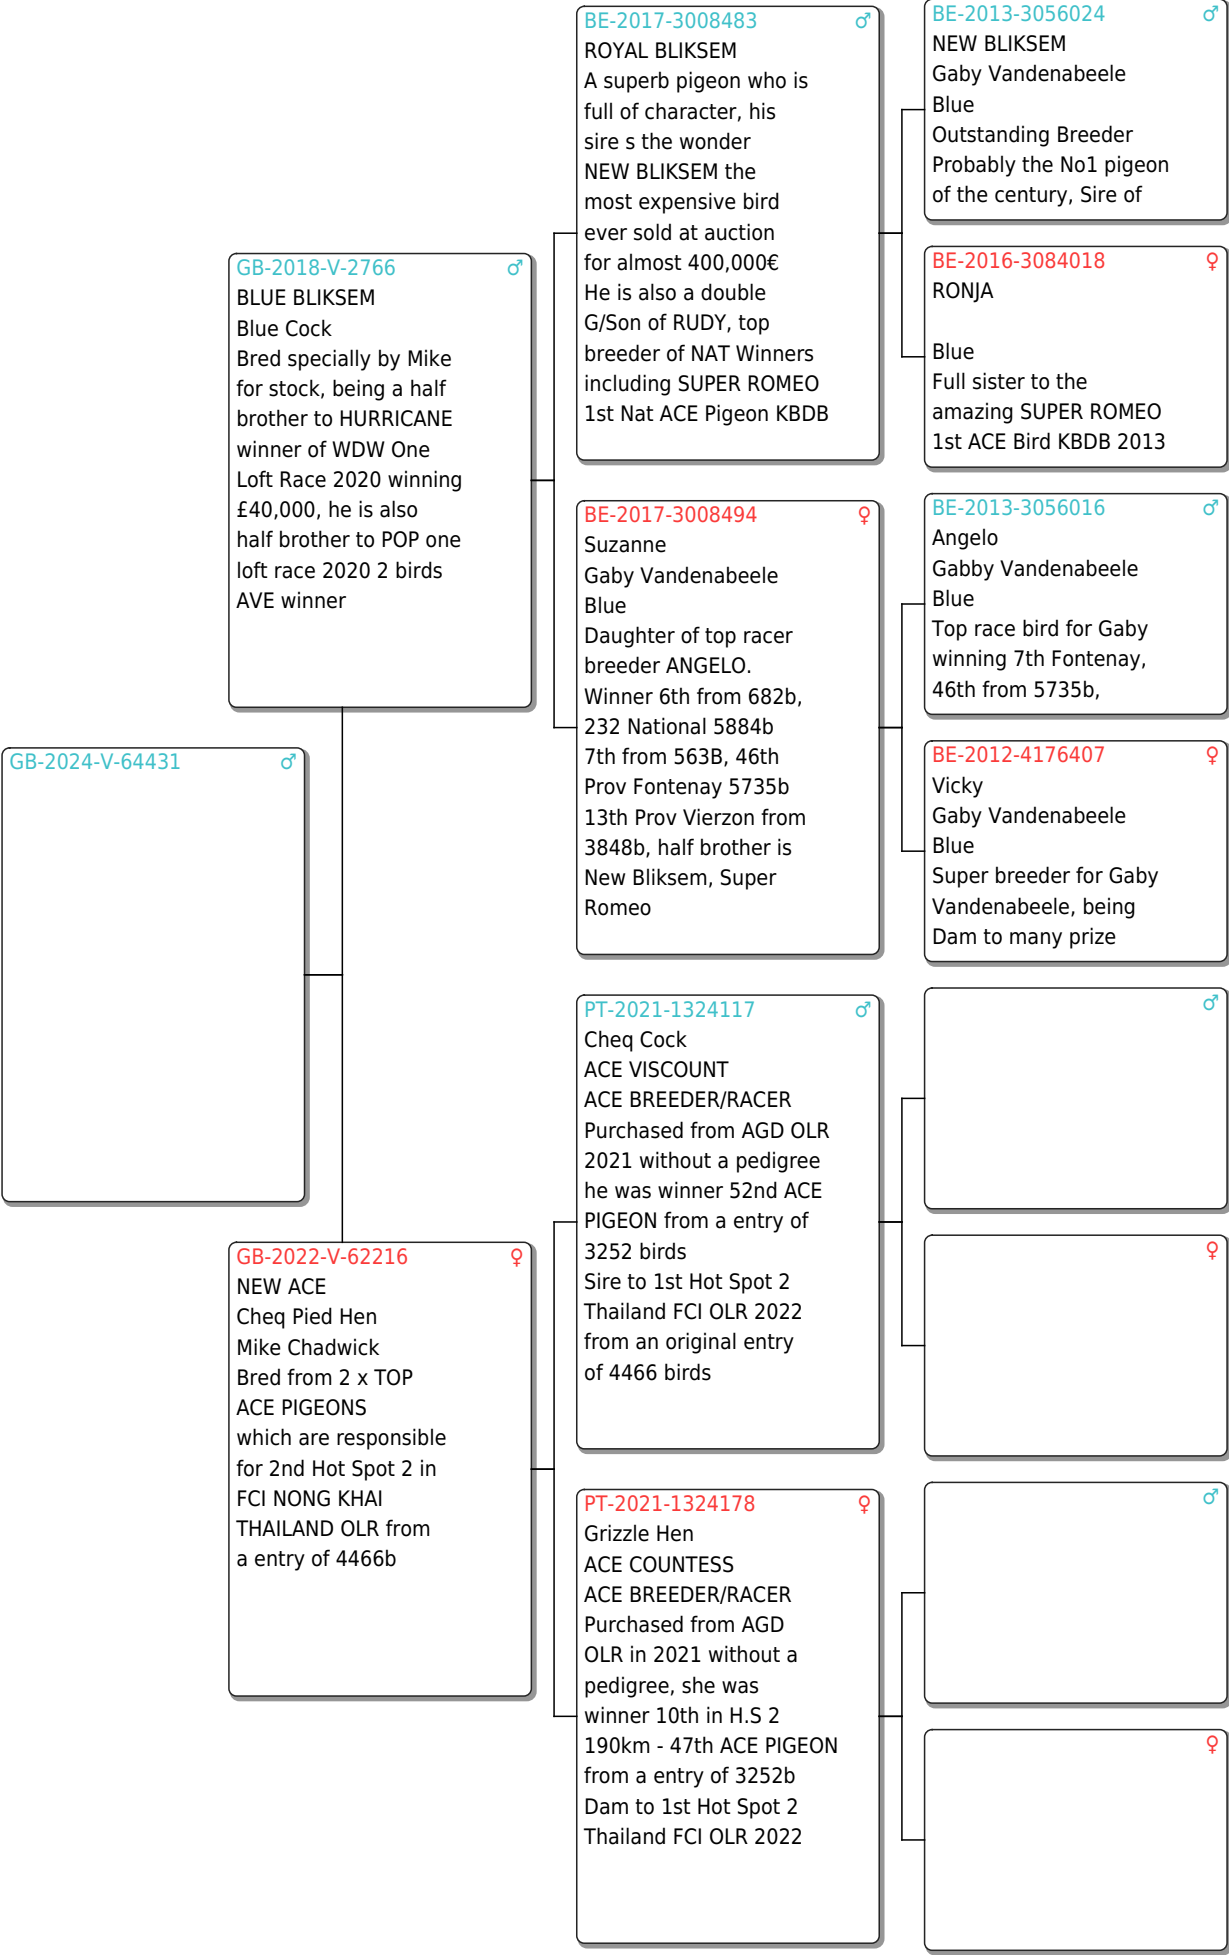 BE-2017-3008483 ♂
ROYAL BLIKSEM
A superb pigeon who is
full of character, his
sire s the wonder
NEW BLIKSEM the
most expensive bird
ever sold at auction
for almost 400,000€
He is also a double
G/Son of RUDY, top
breeder of NAT Winners
including SUPER ROMEO
1st Nat ACE Pigeon KBDB
BE-2013-3056024 ♂
NEW BLIKSEM
Gaby Vandenabeele
Blue
Outstanding Breeder
Probably the No1 pigeon
of the century, Sire of
BE-2016-3084018 ♀
RONJA
Blue
Full sister to the
amazing SUPER ROMEO
1st ACE Bird KBDB 2013
GB-2018-V-2766 ♂
BLUE BLIKSEM
Blue Cock
Bred specially by Mike
for stock, being a half
brother to HURRICANE
winner of WDW One
Loft Race 2020 winning
£40,000, he is also
half brother to POP one
loft race 2020 2 birds
AVE winner
BE-2017-3008494 ♀
Suzanne
Gaby Vandenabeele
Blue
Daughter of top racer
breeder ANGELO.
Winner 6th from 682b,
232 National 5884b
7th from 563B, 46th
Prov Fontenay 5735b
13th Prov Vierzon from
3848b, half brother is
New Bliksem, Super
Romeo
BE-2013-3056016 ♂
Angelo
Gabby Vandenabeele
Blue
Top race bird for Gaby
winning 7th Fontenay,
46th from 5735b,
BE-2012-4176407 ♀
Vicky
Gaby Vandenabeele
Blue
Super breeder for Gaby
Vandenabeele, being
Dam to many prize
GB-2024-V-64431 ♂
PT-2021-1324117 ♂
Cheq Cock
ACE VISCOUNT
ACE BREEDER/RACER
Purchased from AGD OLR
2021 without a pedigree
he was winner 52nd ACE
PIGEON from a entry of
3252 birds
Sire to 1st Hot Spot 2
Thailand FCI OLR 2022
from an original entry
of 4466 birds
♂
♀
GB-2022-V-62216 ♀
NEW ACE
Cheq Pied Hen
Mike Chadwick
Bred from 2 x TOP
ACE PIGEONS
which are responsible
for 2nd Hot Spot 2 in
FCI NONG KHAI
THAILAND OLR from
a entry of 4466b
PT-2021-1324178 ♀
Grizzle Hen
ACE COUNTESS
ACE BREEDER/RACER
Purchased from AGD
OLR in 2021 without a
pedigree, she was
winner 10th in H.S 2
190km - 47th ACE PIGEON
from a entry of 3252b
Dam to 1st Hot Spot 2
Thailand FCI OLR 2022
♂
♀